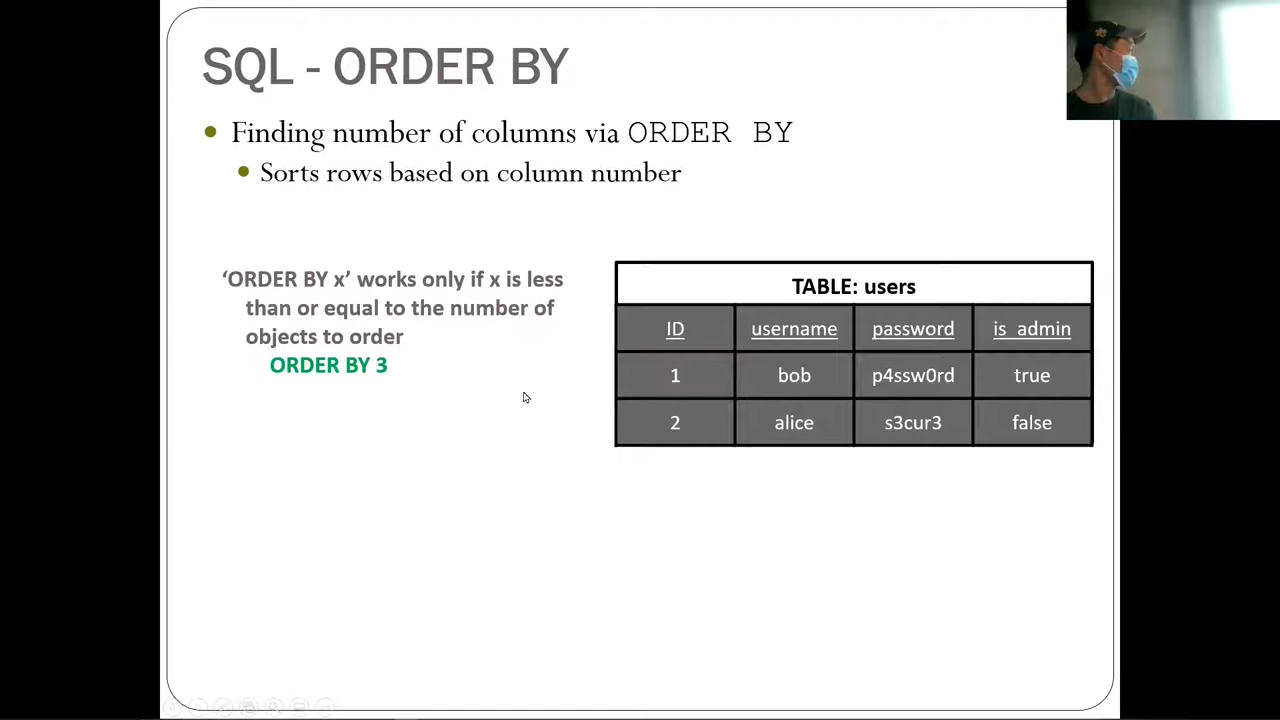 SQL - ORDER BY
Finding number of columns via ORDER BY
Sorts rows based on column number
‘ORDER BY x’ works only if x is less
than or equal to the number of
objects to order
ORDER BY 3
TABLE: users
ID username password is_admin
1 bob p4ssw0rd true
2 alice s3cur3 false